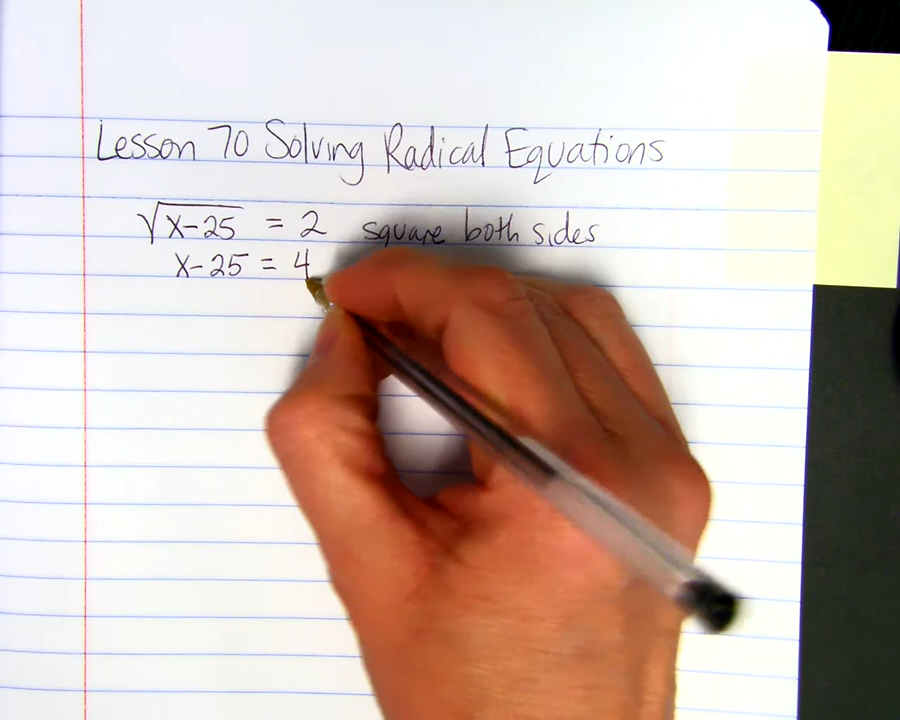 Lesson 70 Solving Radical Equations
√x-25 = 2 square both sides
x-25 = 4